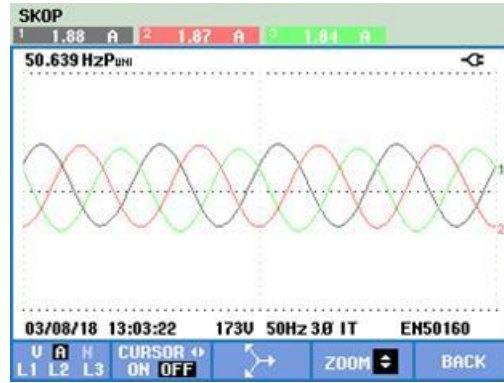 SKOP
1 1.88 A 2 1.87 A 3 1.84 A
50.639 HzPUNI
1
2
03/08/18 13:03:22 173V 50Hz 3Ø IT EN50160
V A H CURSOR ZOOM BACK
L1 L2 L3 ON OFF